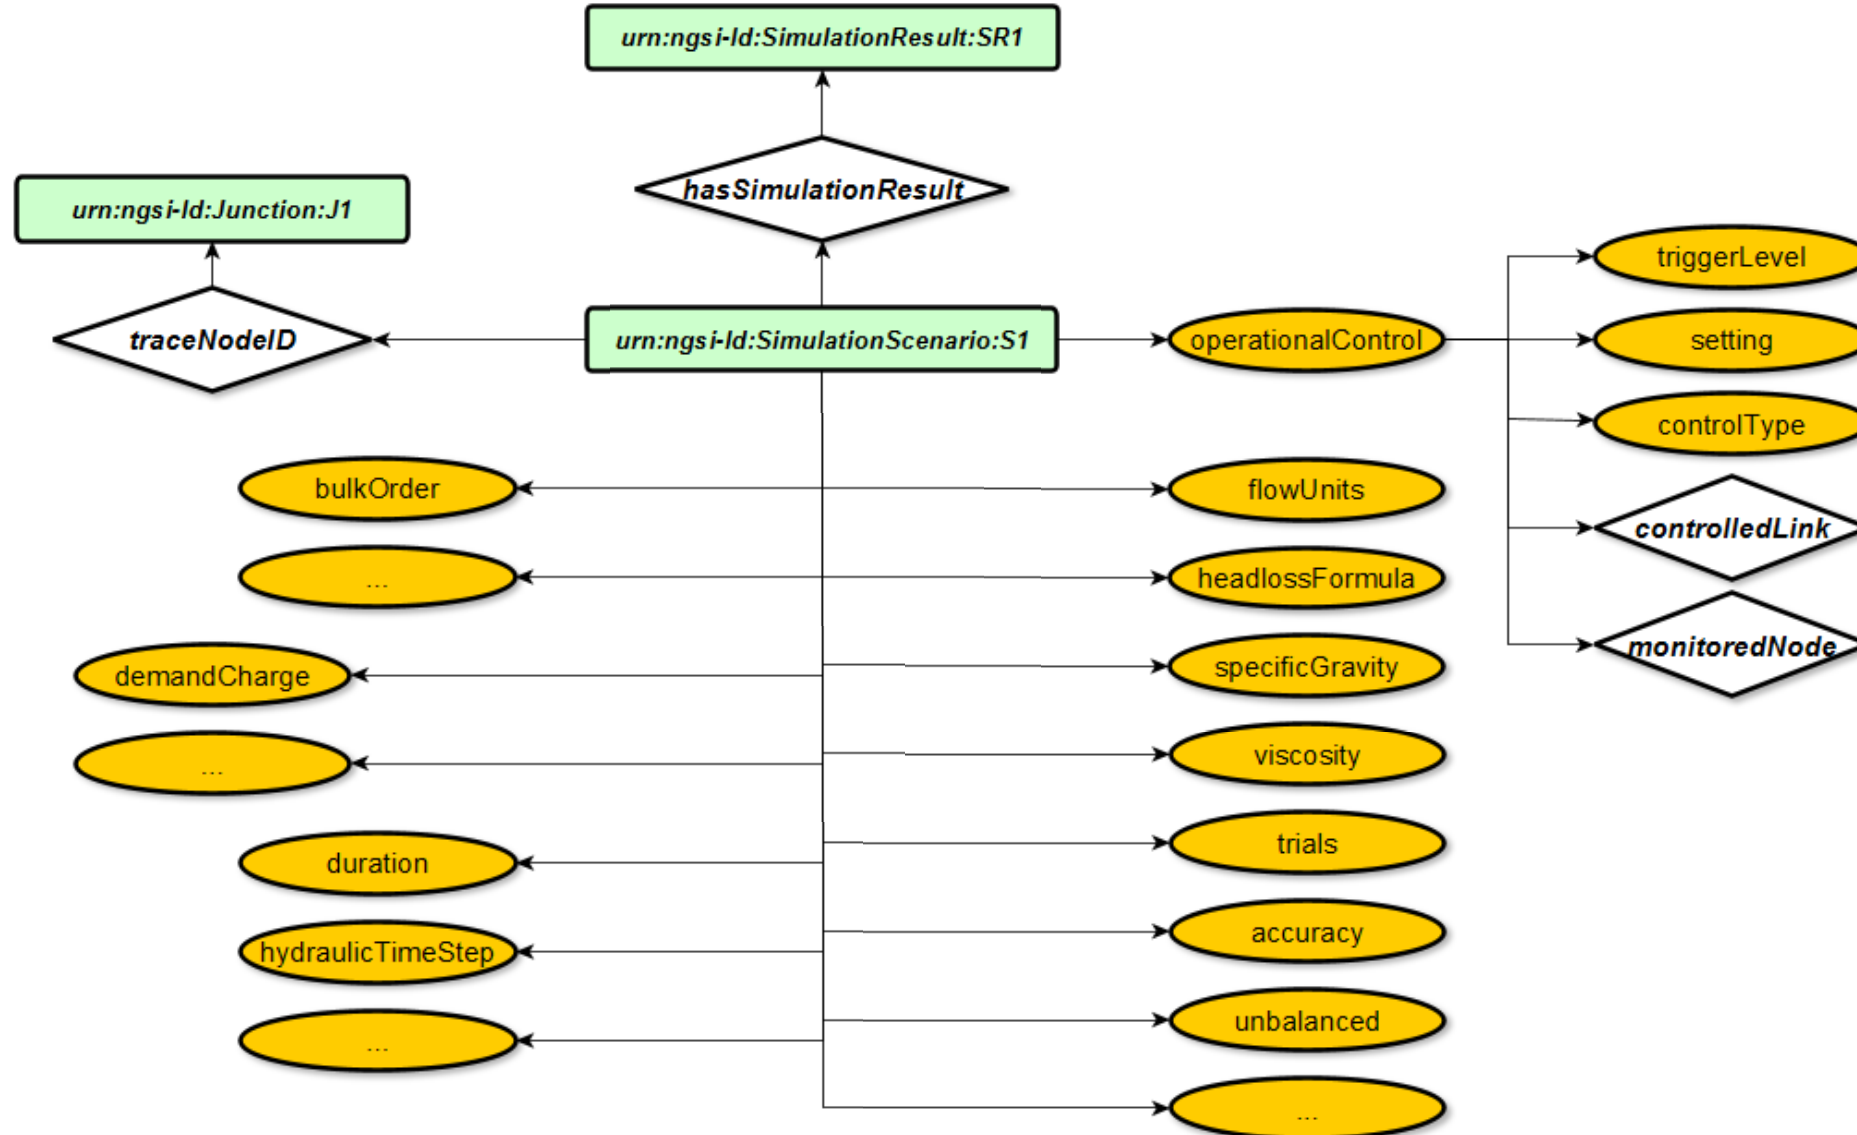 urn:ngsi-ld:SimulationResult:SR1
hasSimulationResult
urn:ngsi-ld:Junction:J1
traceNodeID
urn:ngsi-ld:SimulationScenario:S1
operationalControl
triggerLevel
setting
controlType
controlledLink
monitoredNode
bulkOrder
flowUnits
...
headlossFormula
demandCharge
specificGravity
...
viscosity
duration
trials
hydraulicTimeStep
accuracy
...
unbalanced
...